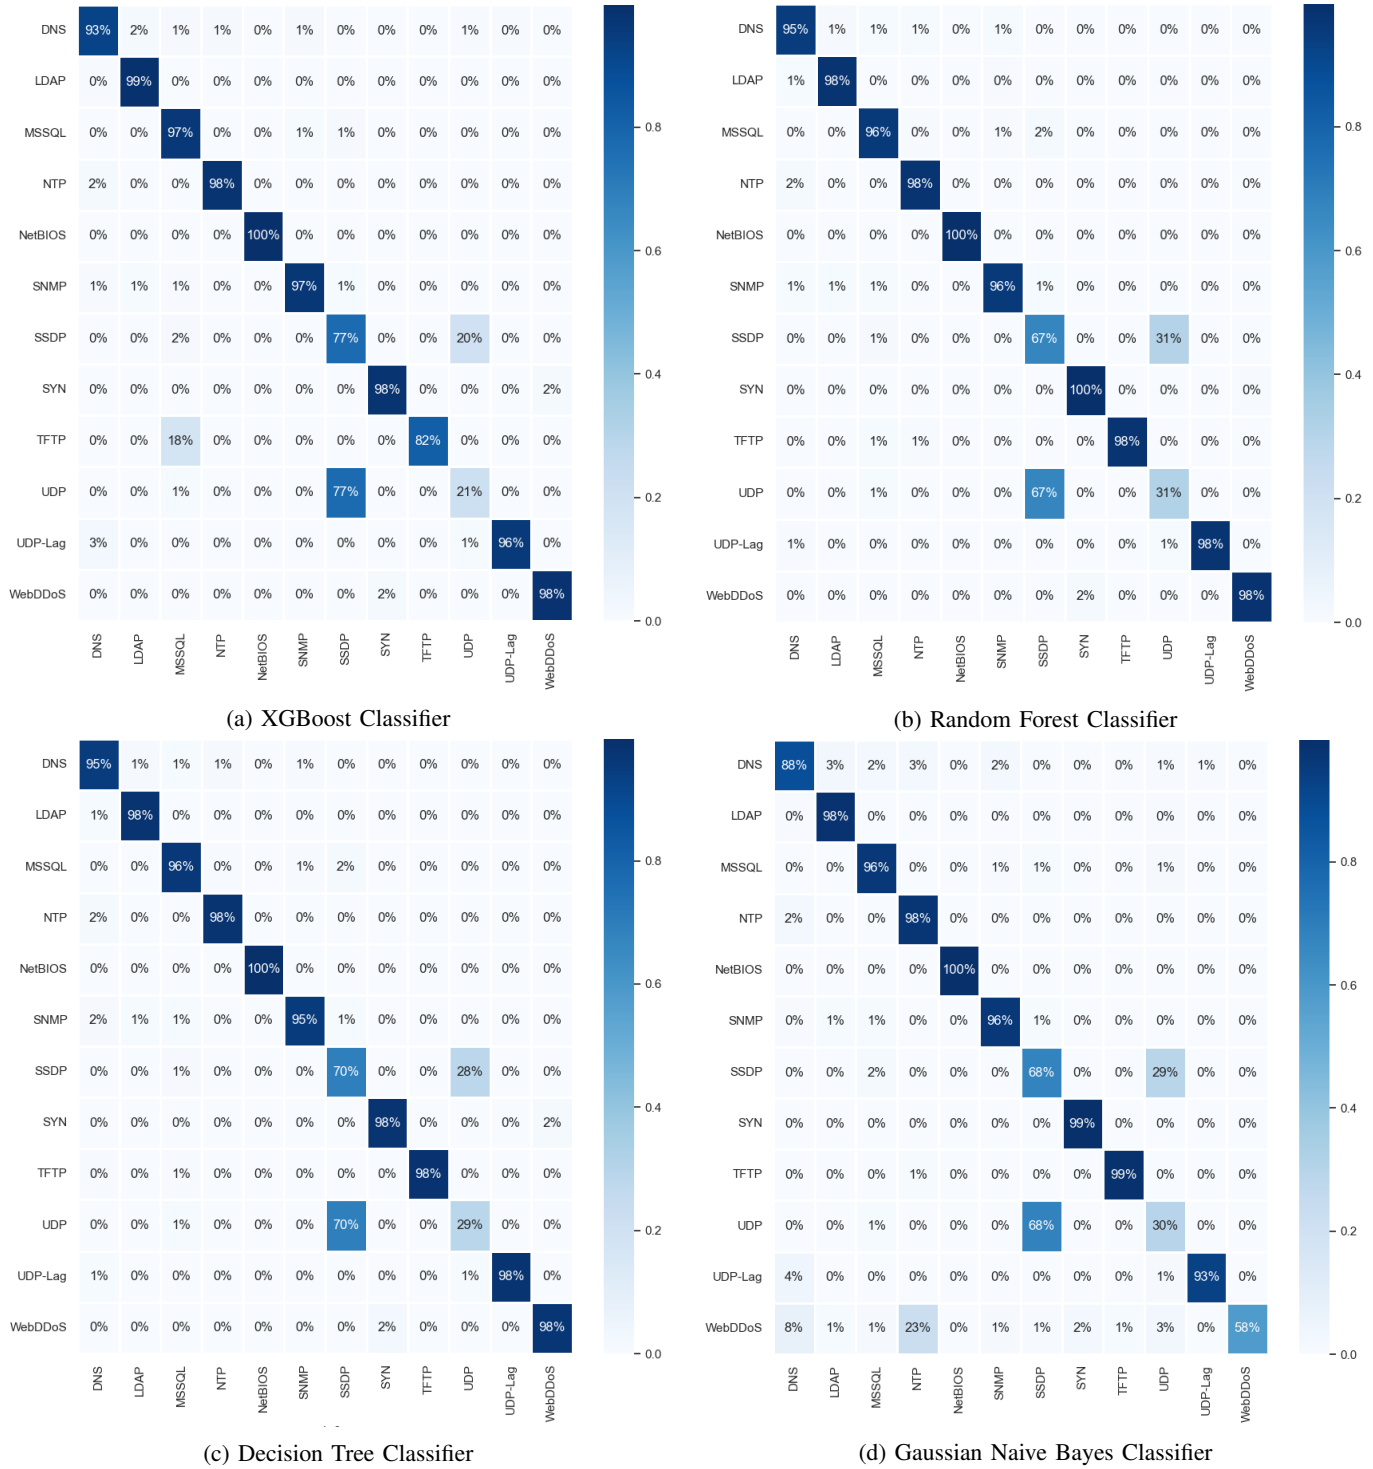 DNS 93% 2% 1% 1% 0% 1% 0% 0% 0% 1% 0% 0%
LDAP 0% 99% 0% 0% 0% 0% 0% 0% 0% 0% 0% 0%
0.8
MSSQL 0% 0% 97% 0% 0% 1% 1% 0% 0% 0% 0% 0%
NTP 2% 0% 0% 98% 0% 0% 0% 0% 0% 0% 0% 0%
NetBIOS 0% 0% 0% 0% 100% 0% 0% 0% 0% 0% 0% 0%
0.6
SNMP 1% 1% 1% 0% 0% 97% 1% 0% 0% 0% 0% 0%
SSDP 0% 0% 2% 0% 0% 0% 77% 0% 0% 20% 0% 0%
0.4
SYN 0% 0% 0% 0% 0% 0% 0% 98% 0% 0% 0% 2%
TFTP 0% 0% 18% 0% 0% 0% 0% 0% 82% 0% 0% 0%
UDP 0% 0% 1% 0% 0% 0% 77% 0% 0% 21% 0% 0%
0.2
UDP-Lag 3% 0% 0% 0% 0% 0% 0% 0% 0% 1% 96% 0%
WebDDoS 0% 0% 0% 0% 0% 0% 0% 2% 0% 0% 0% 98%
0.0
DNS LDAP MSSQL NTP NetBIOS SNMP SSDP SYN TFTP UDP UDP-Lag WebDDoS
(a) XGBoost Classifier
DNS 95% 1% 1% 1% 0% 1% 0% 0% 0% 0% 0% 0%
LDAP 1% 98% 0% 0% 0% 0% 0% 0% 0% 0% 0% 0%
0.8
MSSQL 0% 0% 96% 0% 0% 1% 2% 0% 0% 0% 0% 0%
NTP 2% 0% 0% 98% 0% 0% 0% 0% 0% 0% 0% 0%
NetBIOS 0% 0% 0% 0% 100% 0% 0% 0% 0% 0% 0% 0%
0.6
SNMP 1% 1% 1% 0% 0% 96% 1% 0% 0% 0% 0% 0%
SSDP 0% 0% 1% 0% 0% 0% 67% 0% 0% 31% 0% 0%
0.4
SYN 0% 0% 0% 0% 0% 0% 0% 100% 0% 0% 0% 0%
TFTP 0% 0% 1% 1% 0% 0% 0% 0% 98% 0% 0% 0%
UDP 0% 0% 1% 0% 0% 0% 67% 0% 0% 31% 0% 0%
0.2
UDP-Lag 1% 0% 0% 0% 0% 0% 0% 0% 0% 1% 98% 0%
WebDDoS 0% 0% 0% 0% 0% 0% 0% 2% 0% 0% 0% 98%
0.0
DNS LDAP MSSQL NTP NetBIOS SNMP SSDP SYN TFTP UDP UDP-Lag WebDDoS
(b) Random Forest Classifier
DNS 95% 1% 1% 1% 0% 1% 0% 0% 0% 0% 0% 0%
LDAP 1% 98% 0% 0% 0% 0% 0% 0% 0% 0% 0% 0%
0.8
MSSQL 0% 0% 96% 0% 0% 1% 2% 0% 0% 0% 0% 0%
NTP 2% 0% 0% 98% 0% 0% 0% 0% 0% 0% 0% 0%
NetBIOS 0% 0% 0% 0% 100% 0% 0% 0% 0% 0% 0% 0%
0.6
SNMP 2% 1% 1% 0% 0% 95% 1% 0% 0% 0% 0% 0%
SSDP 0% 0% 1% 0% 0% 0% 70% 0% 0% 28% 0% 0%
0.4
SYN 0% 0% 0% 0% 0% 0% 0% 98% 0% 0% 0% 2%
TFTP 0% 0% 1% 0% 0% 0% 0% 0% 98% 0% 0% 0%
UDP 0% 0% 1% 0% 0% 0% 70% 0% 0% 29% 0% 0%
0.2
UDP-Lag 1% 0% 0% 0% 0% 0% 0% 0% 0% 1% 98% 0%
WebDDoS 0% 0% 0% 0% 0% 0% 0% 2% 0% 0% 0% 98%
0.0
DNS LDAP MSSQL NTP NetBIOS SNMP SSDP SYN TFTP UDP UDP-Lag WebDDoS
(c) Decision Tree Classifier
DNS 88% 3% 2% 3% 0% 2% 0% 0% 0% 1% 1% 0%
LDAP 0% 98% 0% 0% 0% 0% 0% 0% 0% 0% 0% 0%
0.8
MSSQL 0% 0% 96% 0% 0% 1% 1% 0% 0% 1% 0% 0%
NTP 2% 0% 0% 98% 0% 0% 0% 0% 0% 0% 0% 0%
NetBIOS 0% 0% 0% 0% 100% 0% 0% 0% 0% 0% 0% 0%
0.6
SNMP 0% 1% 1% 0% 0% 96% 1% 0% 0% 0% 0% 0%
SSDP 0% 0% 2% 0% 0% 0% 68% 0% 0% 29% 0% 0%
0.4
SYN 0% 0% 0% 0% 0% 0% 0% 99% 0% 0% 0% 0%
TFTP 0% 0% 0% 1% 0% 0% 0% 0% 99% 0% 0% 0%
UDP 0% 0% 1% 0% 0% 0% 68% 0% 0% 30% 0% 0%
0.2
UDP-Lag 4% 0% 0% 0% 0% 0% 0% 0% 0% 1% 93% 0%
WebDDoS 8% 1% 1% 23% 0% 1% 1% 2% 1% 3% 0% 58%
0.0
DNS LDAP MSSQL NTP NetBIOS SNMP SSDP SYN TFTP UDP UDP-Lag WebDDoS
(d) Gaussian Naive Bayes Classifier